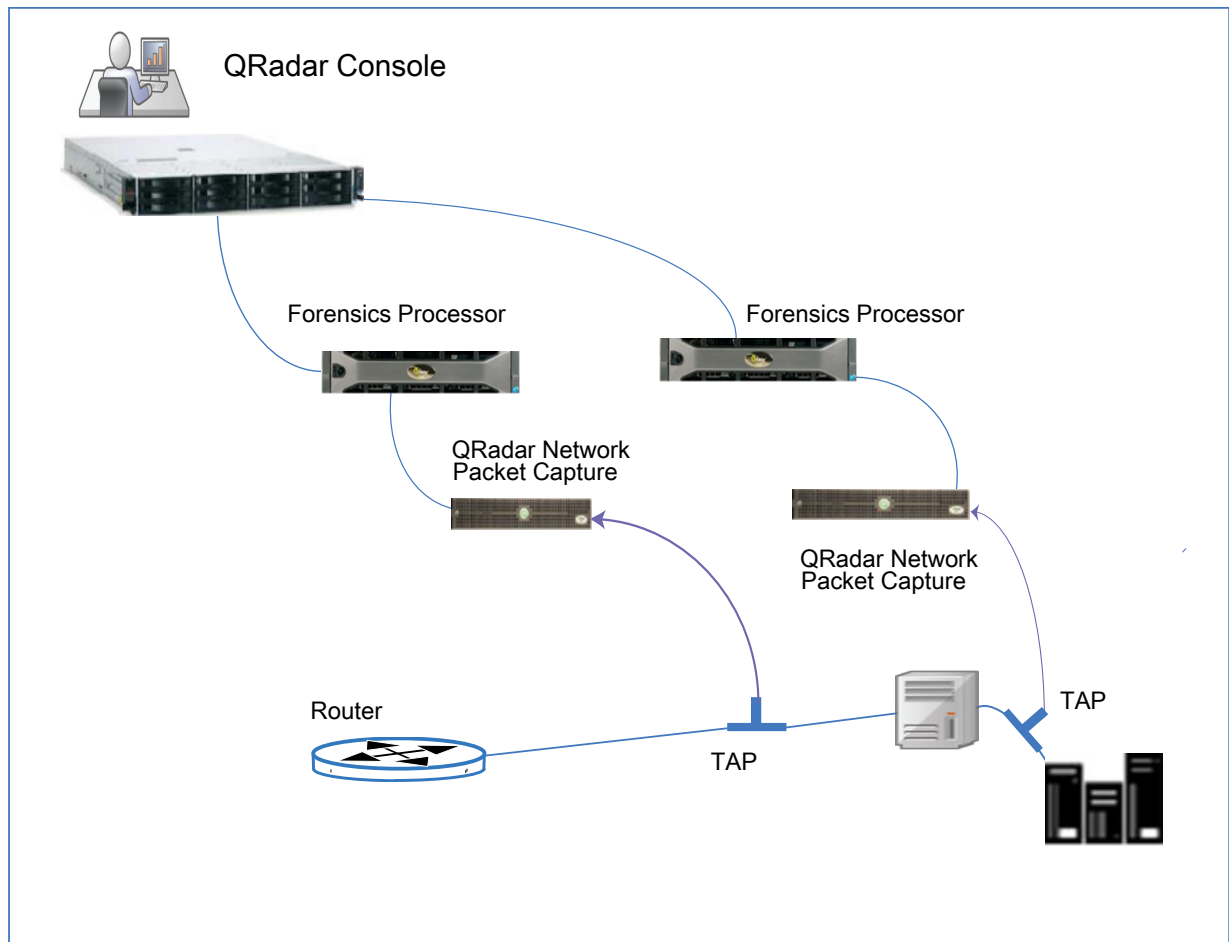 QRadar Console
Forensics Processor
Forensics Processor
QRadar Network
Packet Capture
QRadar Network
Packet Capture
Router
TAP
TAP